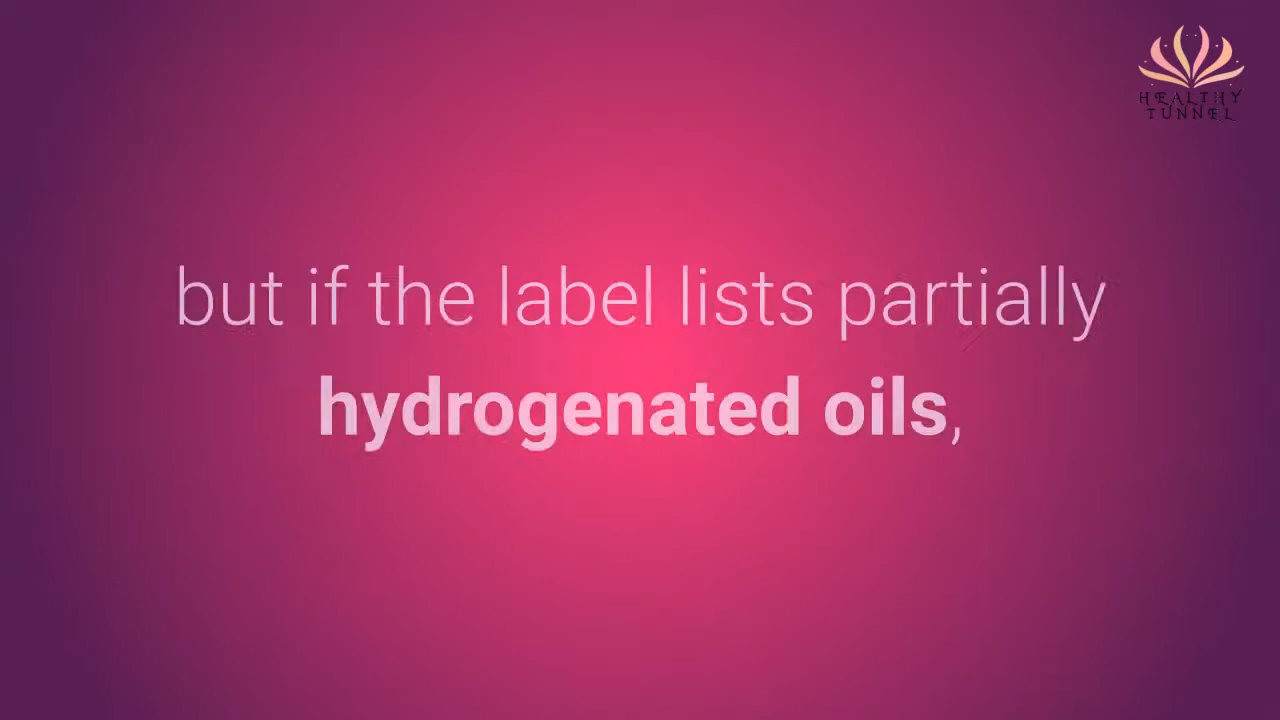 HEALTHY
TUNNEL
but if the label lists partially
hydrogenated oils,